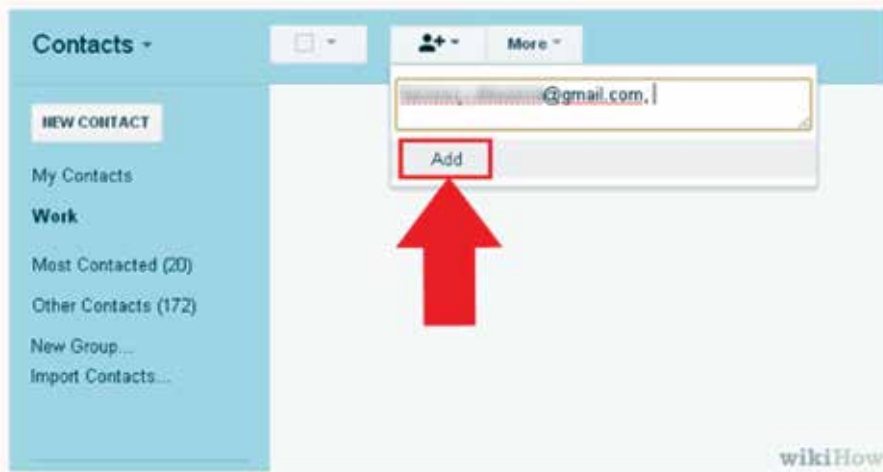 Contacts
More
@gmail.com,
NEW CONTACT
Add
My Contacts
Work
Most Contacted (20)
Other Contacts (172)
New Group...
Import Contacts...
wikiHow